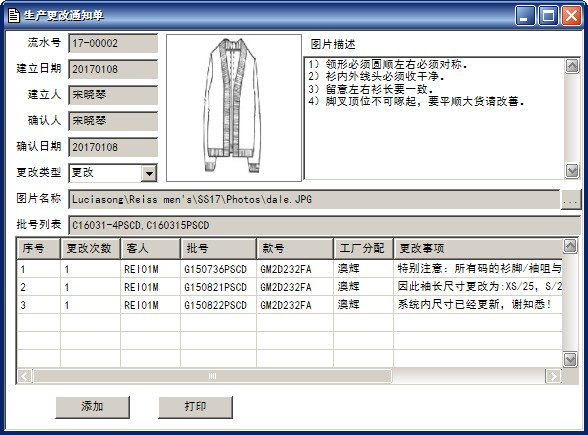 生产更改通知单
流水号 17-00002
建立日期 20170108
建立人 宋晓琴
确认人 宋晓琴
确认日期 20170108
更改类型 更改
图片描述
1) 领形必须圆顺左右必须对称。
2) 衫内外线头必须收干净。
3) 留意左右衫长要一致。
4) 脚叉顶位不可啄起, 要平顺大货请改善。
图片名称 Luciasong\Reiss men's\SS17\Photos\dale.JPG ...
批号列表 C16031-4PSCD,C160315PSCD
序号 更改次数 客人 批号 款号 工厂分配 更改事项
1 1 REI01M G150736PSCD GM2D232FA 澳辉 特别注意: 所有码的衫脚/袖咀与
2 1 REI01M G150821PSCD GM2D232FA 澳辉 因此袖长尺寸更改为:XS/25, S/2
3 1 REI01M G150822PSCD GM2D232FA 澳辉 系统内尺寸已经更新, 谢知悉!
添加 打印